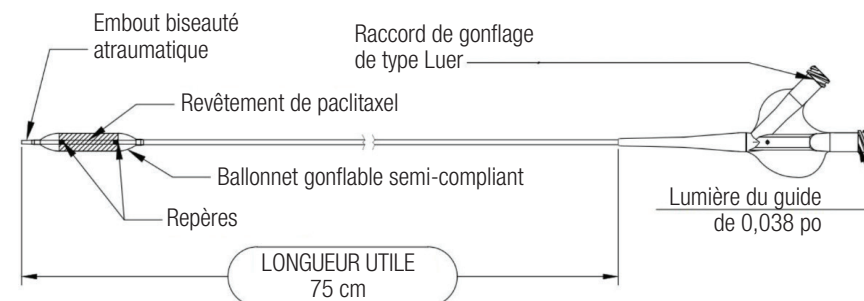 Embout biseauté
atraumatique
Raccord de gonflage
de type Luer
Revêtement de paclitaxel
Ballonnet gonflable semi-compliant
Repères
Lumière du guide
de 0,038 po
LONGUEUR UTILE
75 cm